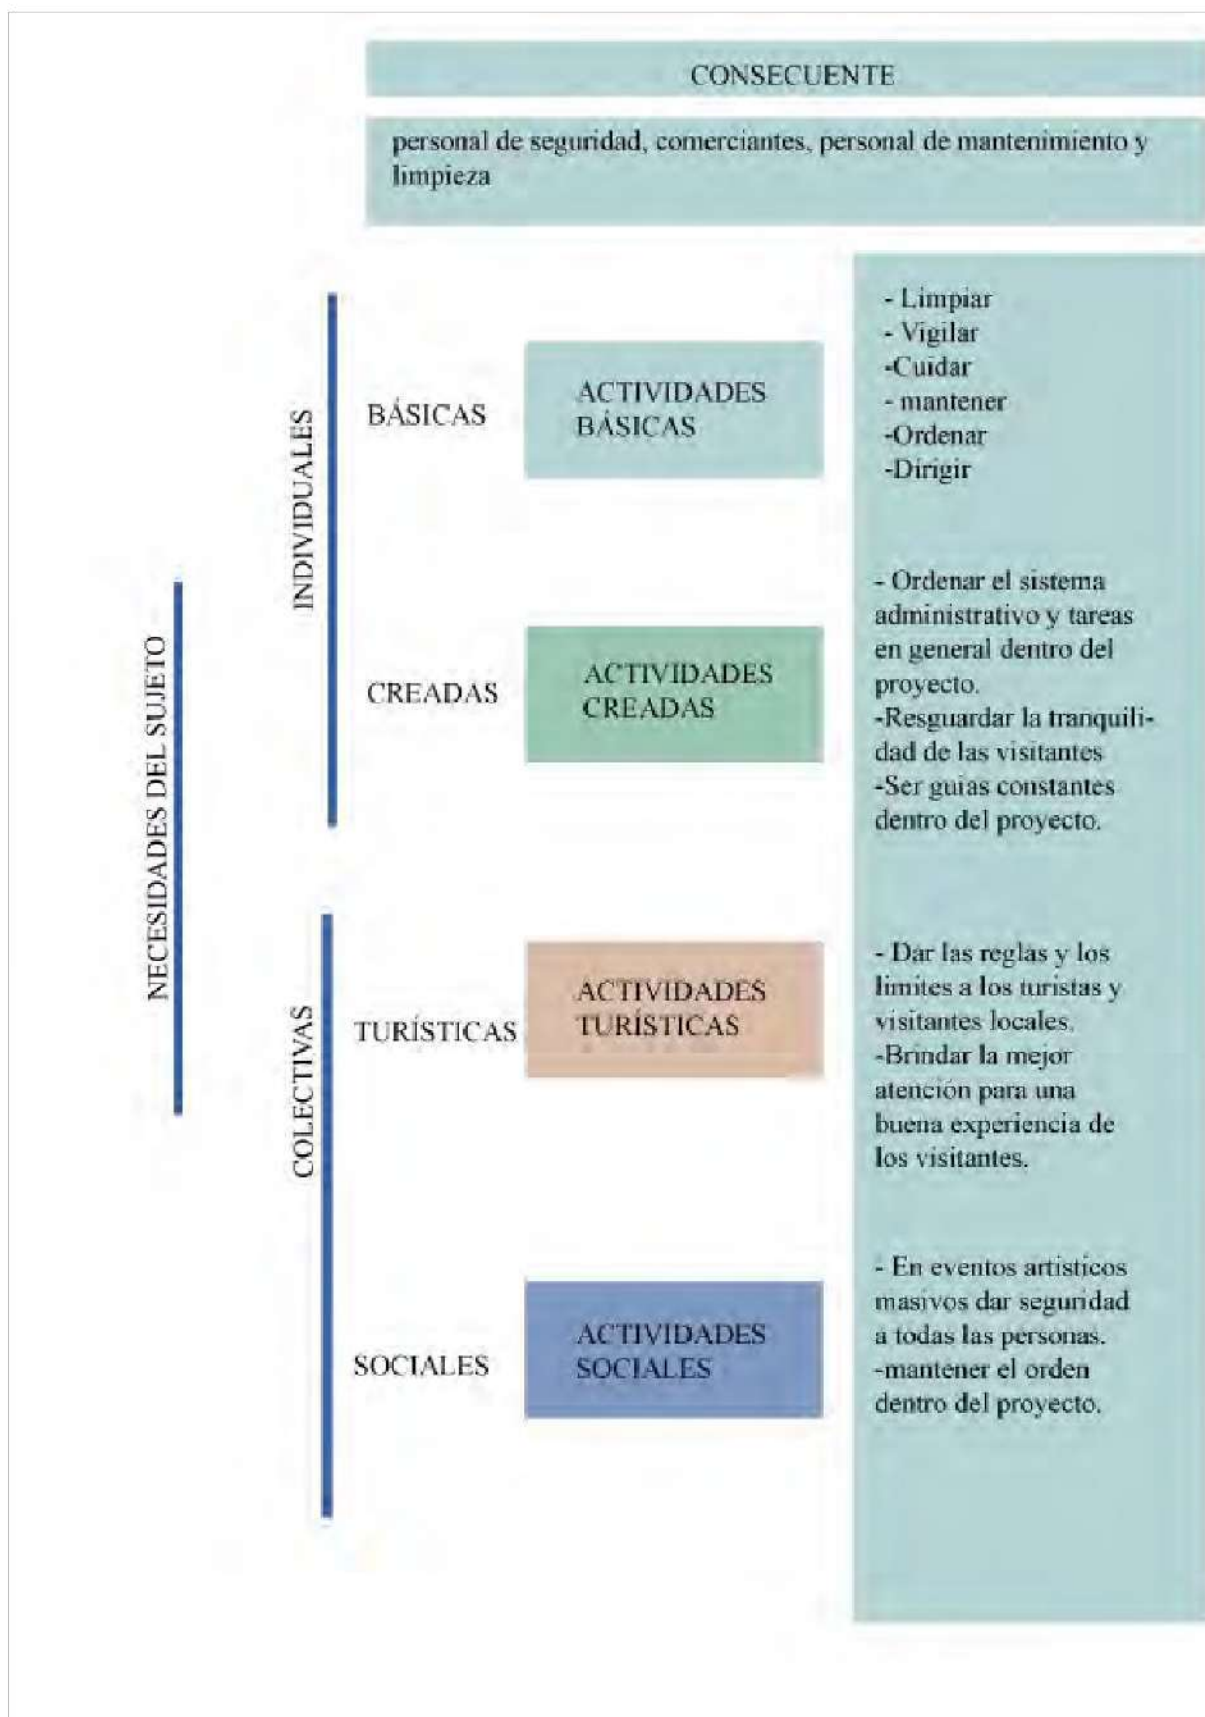 CONSECUENTE
personal de seguridad, comerciantes, personal de mantenimiento y
limpieza
NECESIDADES DEL SUJETO
INDIVIDUALES
BÁSICAS
ACTIVIDADES
BÁSICAS
- Limpiar
- Vigilar
-Cuidar
- mantener
-Ordenar
-Dirigir
CREADAS
ACTIVIDADES
CREADAS
- Ordenar el sistema
administrativo y tareas
en general dentro del
proyecto.
-Resguardar la tranquili-
dad de las visitantes
-Ser guias constantes
dentro del proyecto.
COLECTIVAS
TURÍSTICAS
ACTIVIDADES
TURÍSTICAS
- Dar las reglas y los
limites a los turistas y
visitantes locales.
-Brindar la mejor
atención para una
buena experiencia de
los visitantes.
SOCIALES
ACTIVIDADES
SOCIALES
- En eventos artisticos
masivos dar seguridad
a todas las personas.
-mantener el orden
dentro del proyecto.